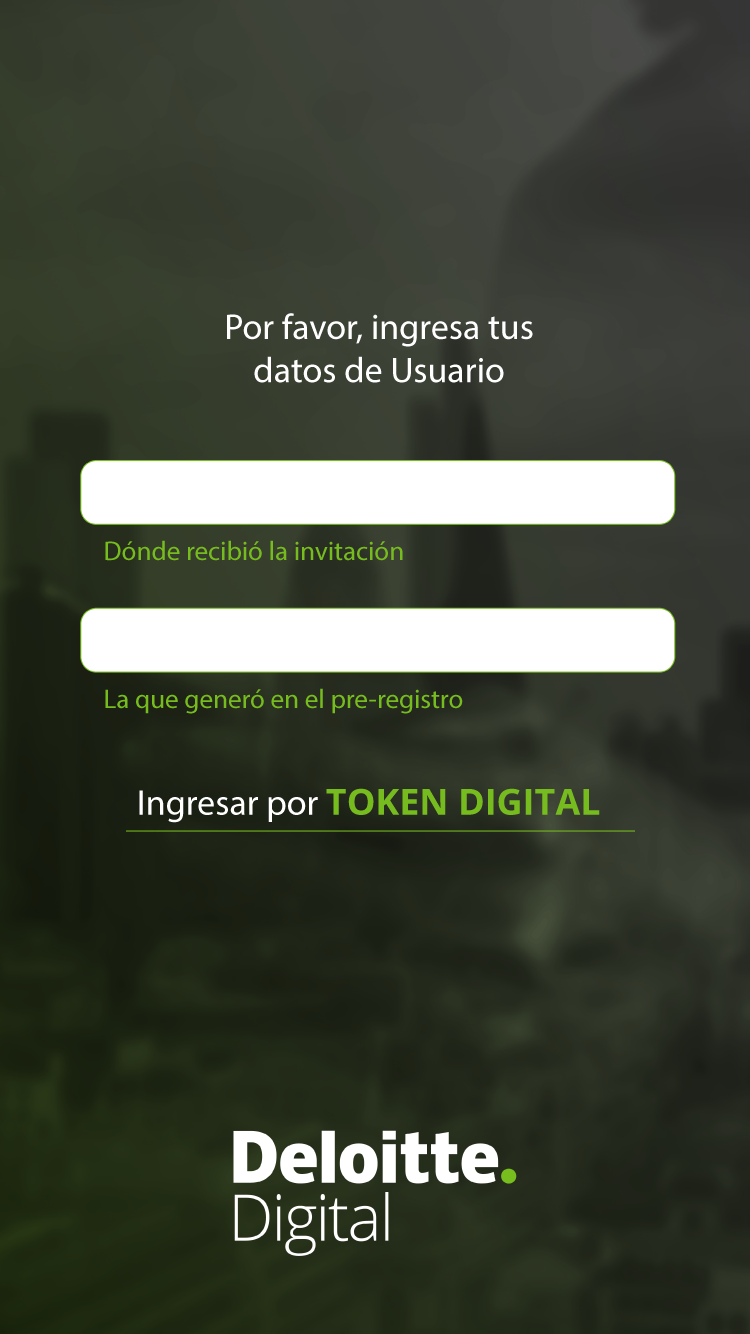 Por favor, ingresa tus
datos de Usuario
Dónde recibió la invitación
La que generó en el pre-registro
Ingresar por TOKEN DIGITAL
Deloitte.
Digital